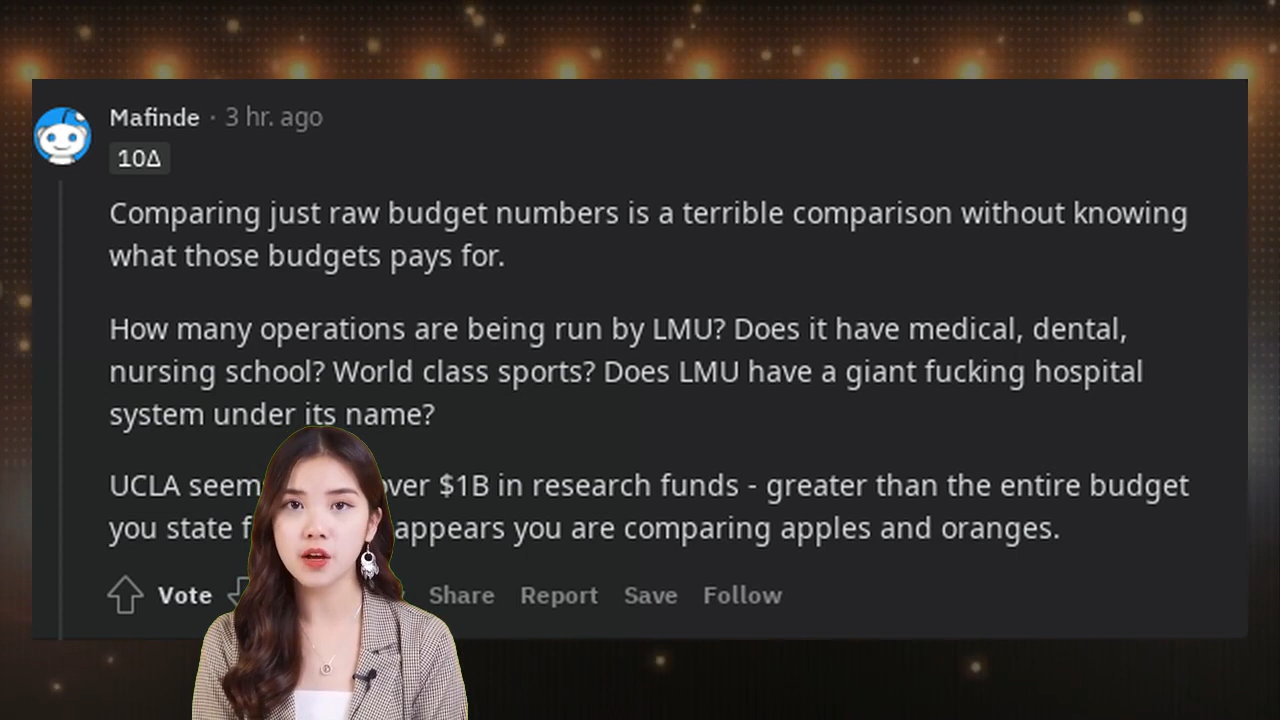 Mafinde · 3 hr. ago
10Δ
Comparing just raw budget numbers is a terrible comparison without knowing
what those budgets pays for.
How many operations are being run by LMU? Does it have medical, dental,
nursing school? World class sports? Does LMU have a giant fucking hospital
system under its name?
UCLA over $1B in research funds - greater than the entire budget
you state appears you are comparing apples and oranges.
Vote Share Report Save Follow